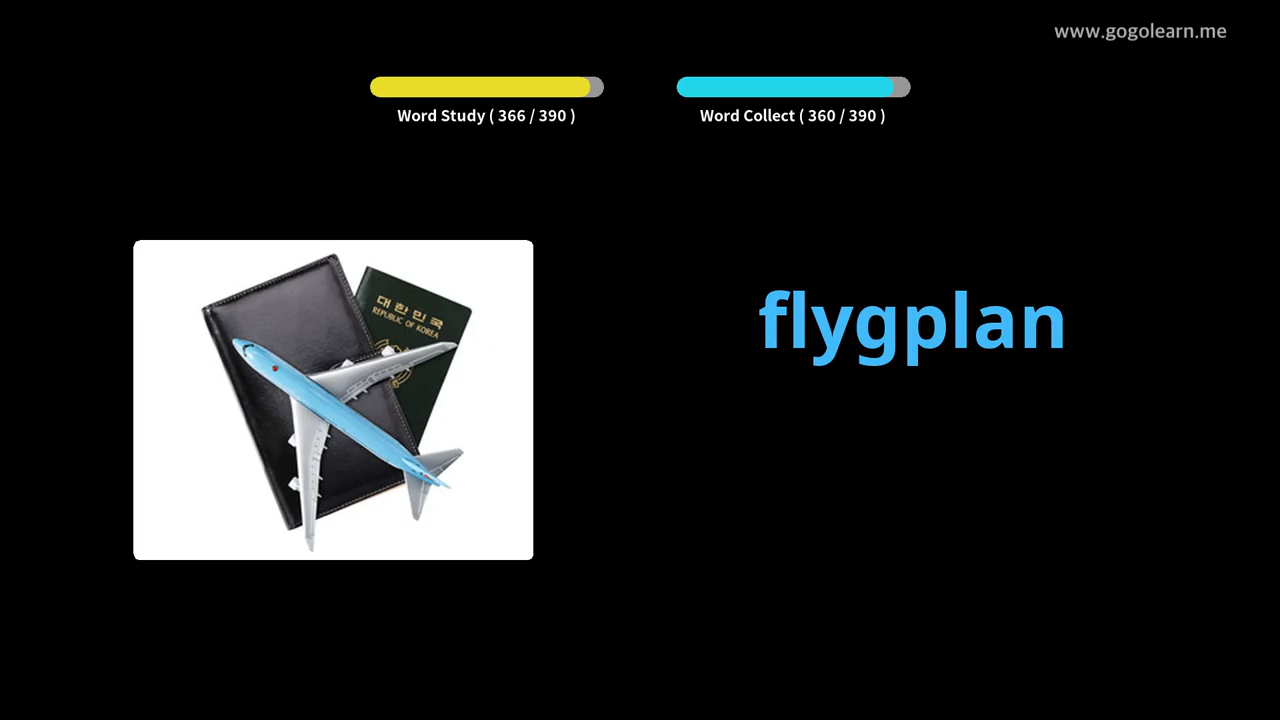 www.gogolearn.me
Word Study ( 366 / 390 )
Word Collect ( 360 / 390 )
대한민국
REPUBLIC OF KOREA
flygplan